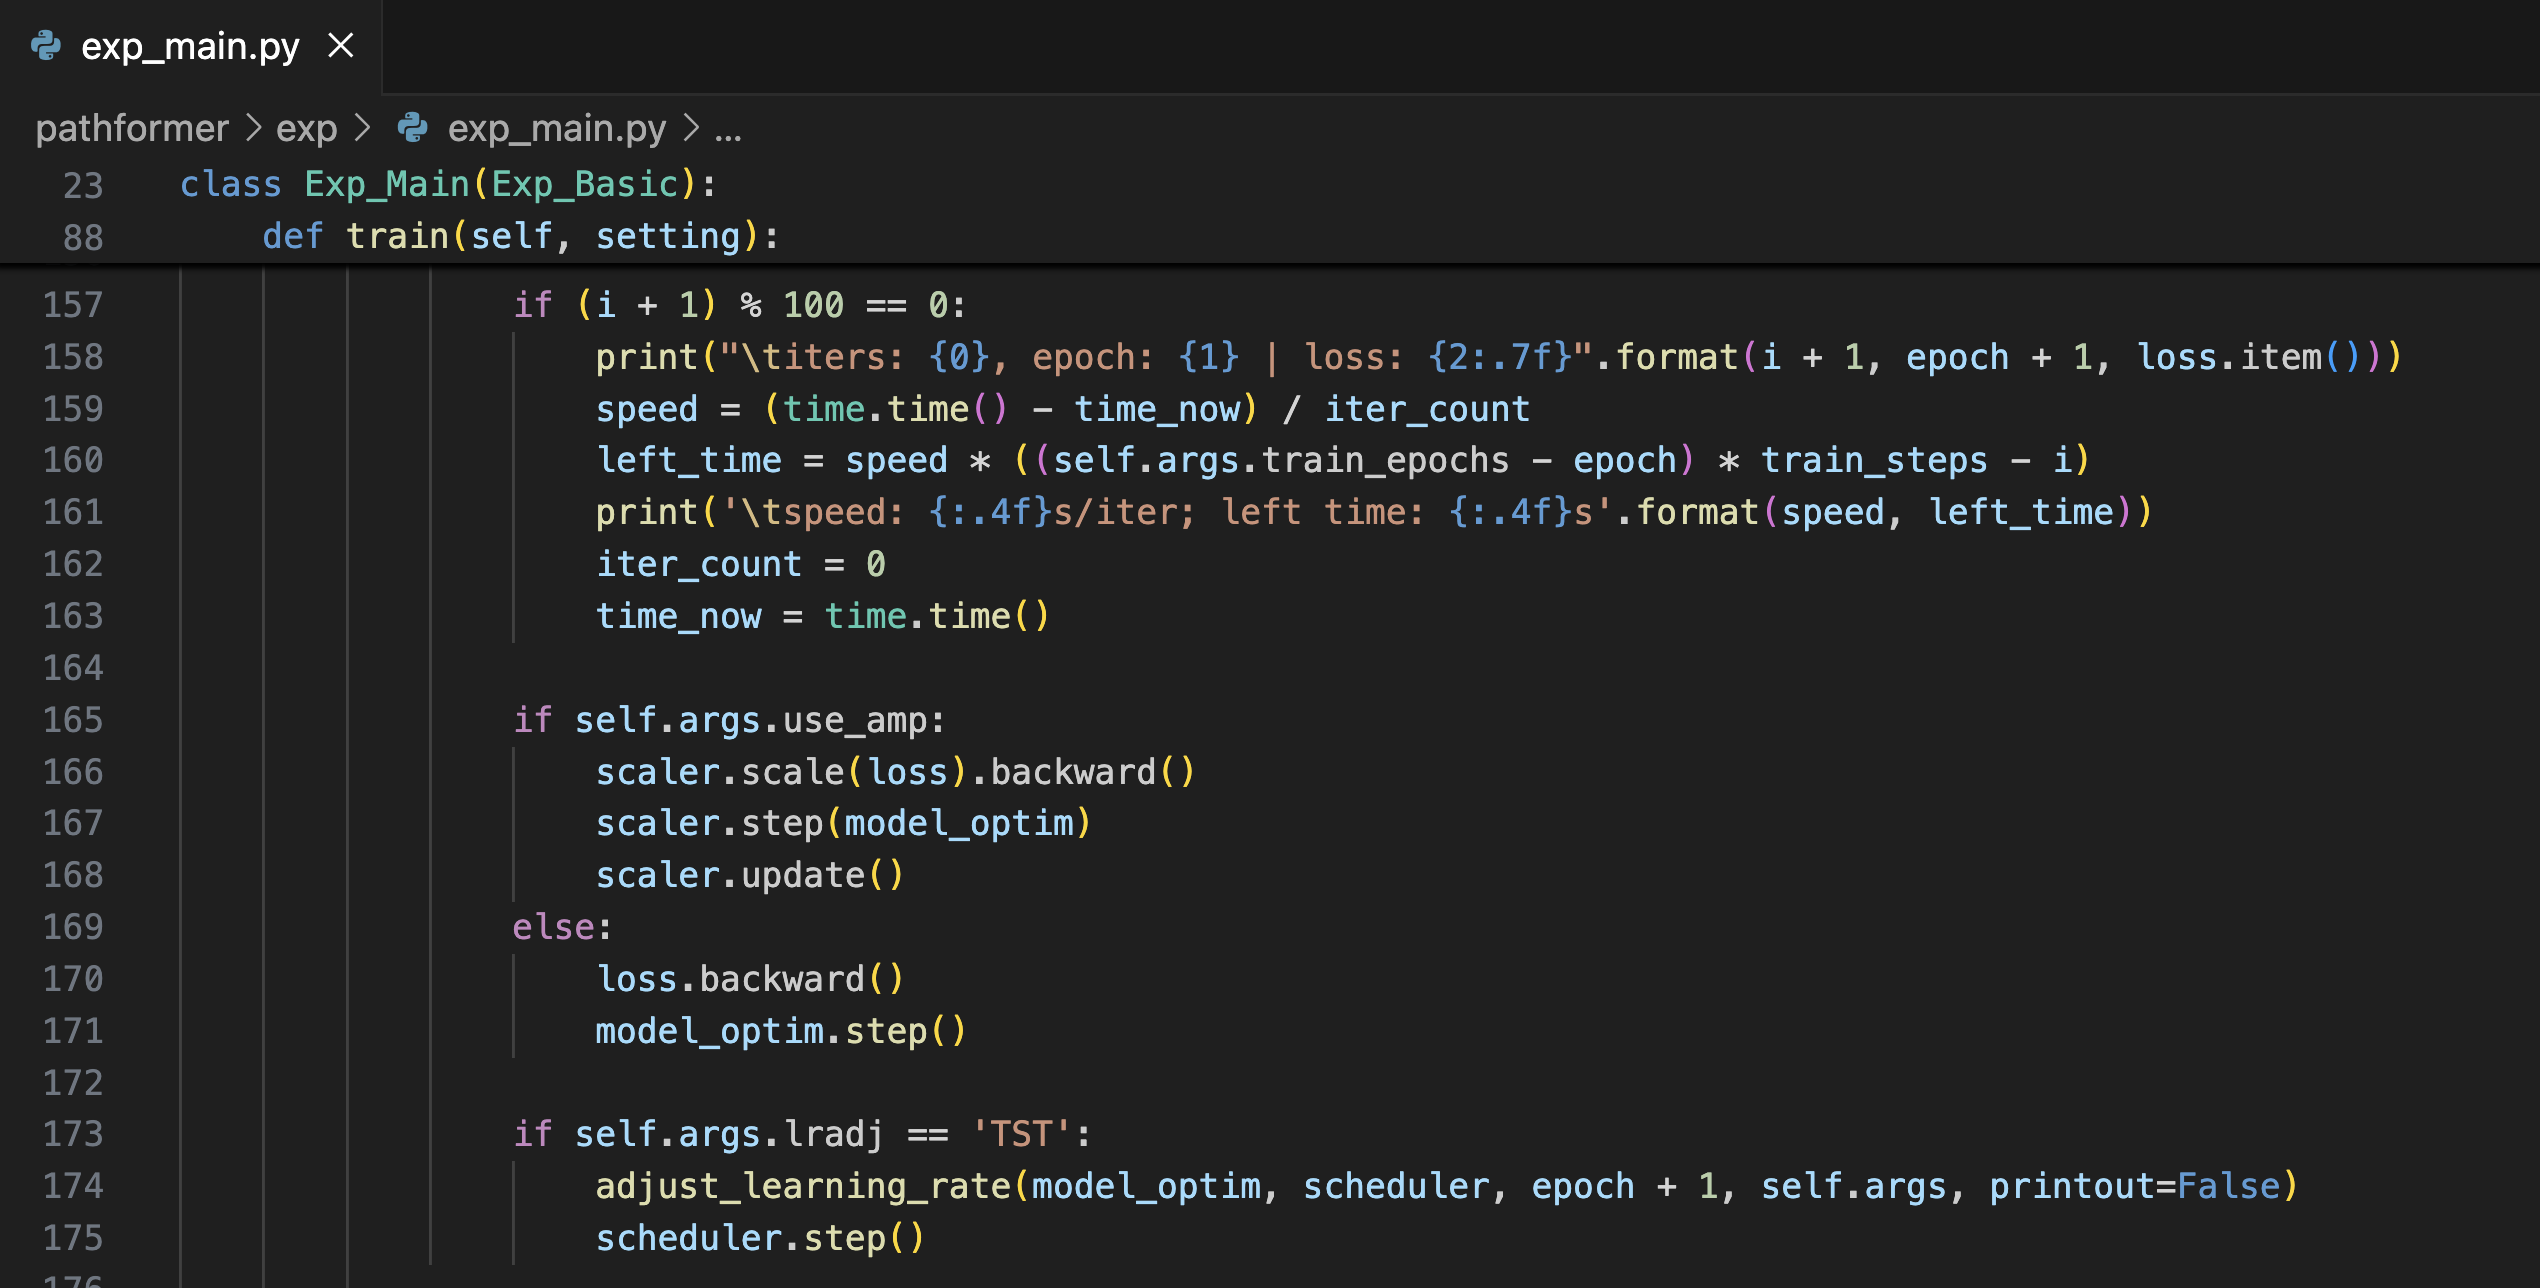 exp_main.py
pathformer > exp > exp_main.py > ...
23 class Exp_Main(Exp_Basic):
88 def train(self, setting):
157 if (i + 1) % 100 == 0:
158 print("\titers: {0}, epoch: {1} | loss: {2:.7f}".format(i + 1, epoch + 1, loss.item()))
159 speed = (time.time() - time_now) / iter_count
160 left_time = speed * ((self.args.train_epochs - epoch) * train_steps - i)
161 print('\tspeed: {:.4f}s/iter; left time: {:.4f}s'.format(speed, left_time))
162 iter_count = 0
163 time_now = time.time()
164
165 if self.args.use_amp:
166 scaler.scale(loss).backward()
167 scaler.step(model_optim)
168 scaler.update()
169 else:
170 loss.backward()
171 model_optim.step()
172
173 if self.args.lradj == 'TST':
174 adjust_learning_rate(model_optim, scheduler, epoch + 1, self.args, printout=False)
175 scheduler.step()
176